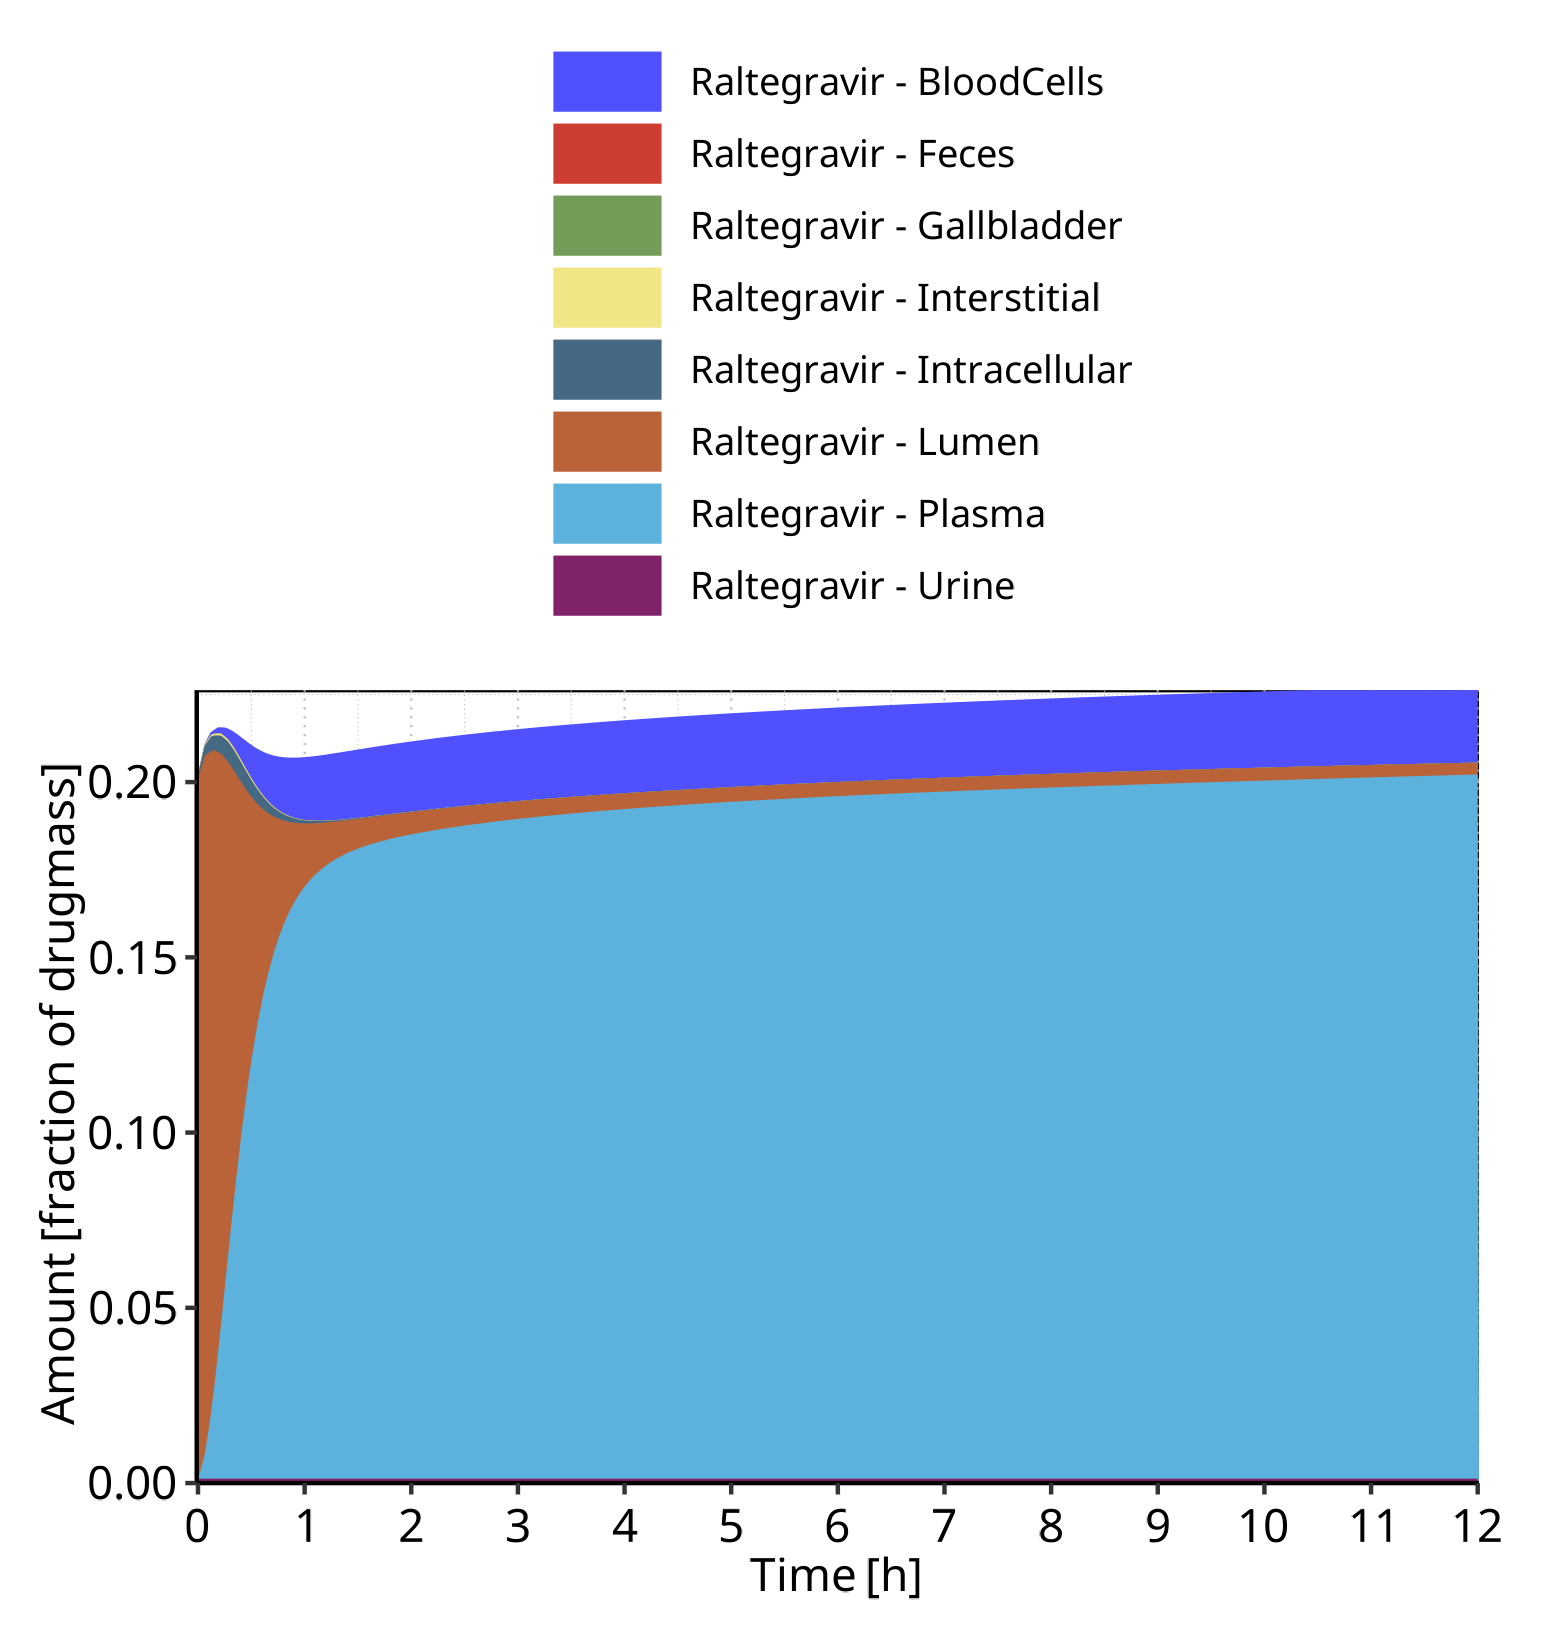 Raltegravir - BloodCells
Raltegravir - Feces
Raltegravir - Gallbladder
Raltegravir - Interstitial
Raltegravir - Intracellular
Raltegravir - Lumen
Raltegravir - Plasma
Raltegravir - Urine
Amount [fraction of drugmass]
0.20
0.15
0.10
0.05
0.00
0 1 2 3 4 5 6 7 8 9 10 11 12
Time [h]